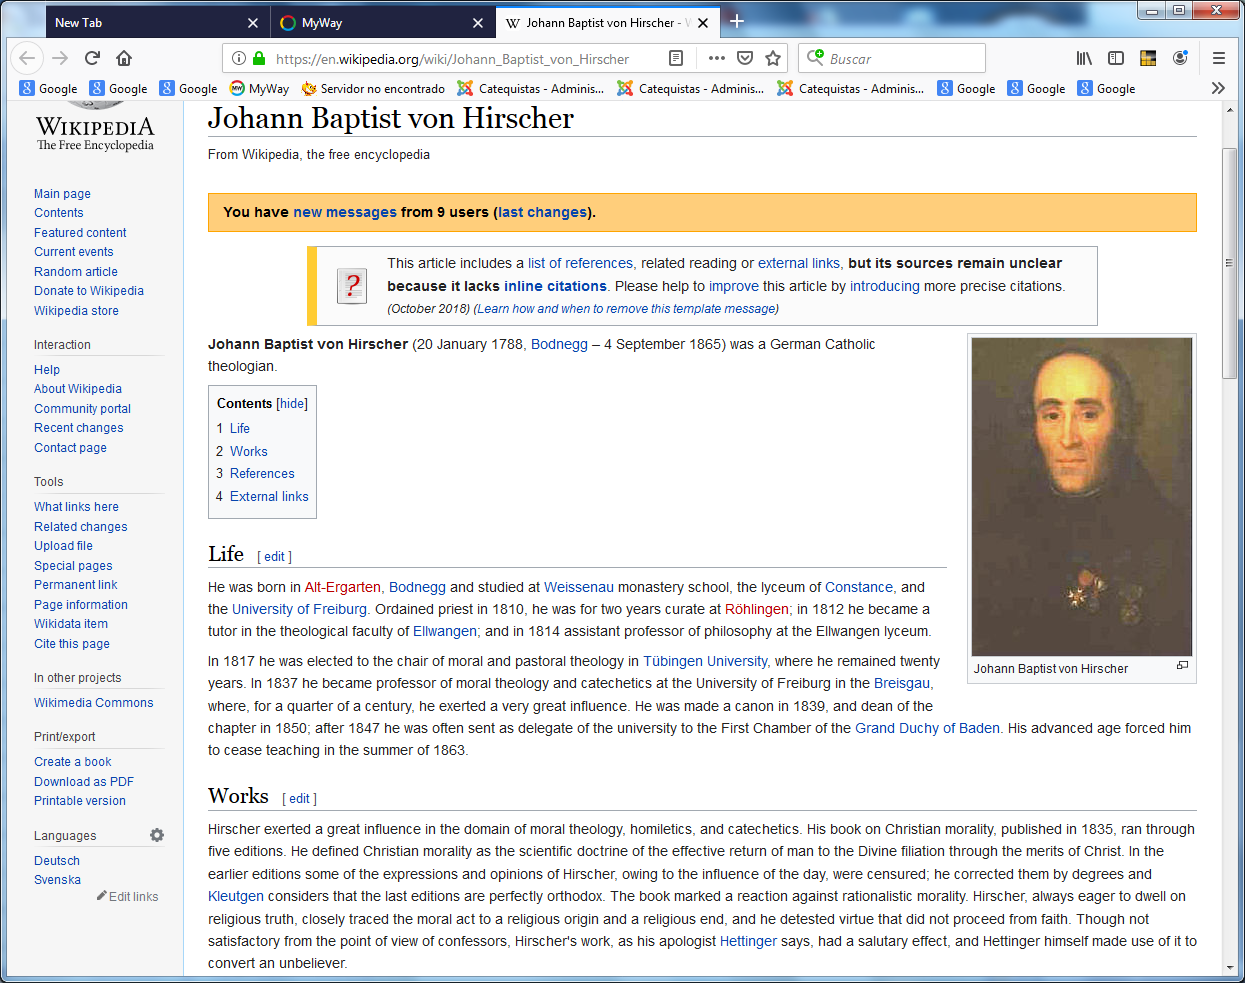 New Tab
MyWay
Johann Baptist von Hirscher - W
https://en.wikipedia.org/wiki/Johann_Baptist_von_Hirscher
Buscar
Google
Google
Google
MyWay
Servidor no encontrado
Catequistas - Adminis...
Catequistas - Adminis...
Catequistas - Adminis...
Google
Google
Google
WIKIPEDIA
The Free Encyclopedia
Main page
Contents
Featured content
Current events
Random article
Donate to Wikipedia
Wikipedia store
Interaction
Help
About Wikipedia
Community portal
Recent changes
Contact page
Tools
What links here
Related changes
Upload file
Special pages
Permanent link
Page information
Wikidata item
Cite this page
In other projects
Wikimedia Commons
Print/export
Create a book
Download as PDF
Printable version
Languages
Deutsch
Svenska
Edit links
Johann Baptist von Hirscher
From Wikipedia, the free encyclopedia
You have new messages from 9 users (last changes).
This article includes a list of references, related reading or external links, but its sources remain unclear
because it lacks inline citations. Please help to improve this article by introducing more precise citations.
(October 2018) (Learn how and when to remove this template message)
Johann Baptist von Hirscher (20 January 1788, Bodnegg – 4 September 1865) was a German Catholic
theologian.
Contents [hide]
1 Life
2 Works
3 References
4 External links
Johann Baptist von Hirscher
Life [ edit ]
He was born in Alt-Ergarten, Bodnegg and studied at Weissenau monastery school, the lyceum of Constance, and
the University of Freiburg. Ordained priest in 1810, he was for two years curate at Röhlingen; in 1812 he became a
tutor in the theological faculty of Ellwangen; and in 1814 assistant professor of philosophy at the Ellwangen lyceum.
In 1817 he was elected to the chair of moral and pastoral theology in Tübingen University, where he remained twenty
years. In 1837 he became professor of moral theology and catechetics at the University of Freiburg in the Breisgau,
where, for a quarter of a century, he exerted a very great influence. He was made a canon in 1839, and dean of the
chapter in 1850; after 1847 he was often sent as delegate of the university to the First Chamber of the Grand Duchy of Baden. His advanced age forced him
to cease teaching in the summer of 1863.
Works [ edit ]
Hirscher exerted a great influence in the domain of moral theology, homiletics, and catechetics. His book on Christian morality, published in 1835, ran through
five editions. He defined Christian morality as the scientific doctrine of the effective return of man to the Divine filiation through the merits of Christ. In the
earlier editions some of the expressions and opinions of Hirscher, owing to the influence of the day, were censured; he corrected them by degrees and
Kleutgen considers that the last editions are perfectly orthodox. The book marked a reaction against rationalistic morality. Hirscher, always eager to dwell on
religious truth, closely traced the moral act to a religious origin and a religious end, and he detested virtue that did not proceed from faith. Though not
satisfactory from the point of view of confessors, Hirscher's work, as his apologist Hettinger says, had a salutary effect, and Hettinger himself made use of it to
convert an unbeliever.